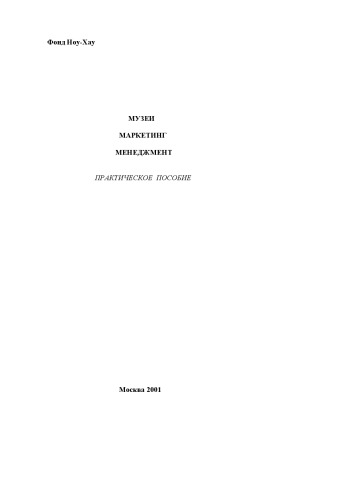 Фонд Ноу-Хау
МУЗЕИ
МАРКЕТИНГ
МЕНЕДЖМЕНТ
ПРАКТИЧЕСКОЕ ПОСОБИЕ
Москва 2001